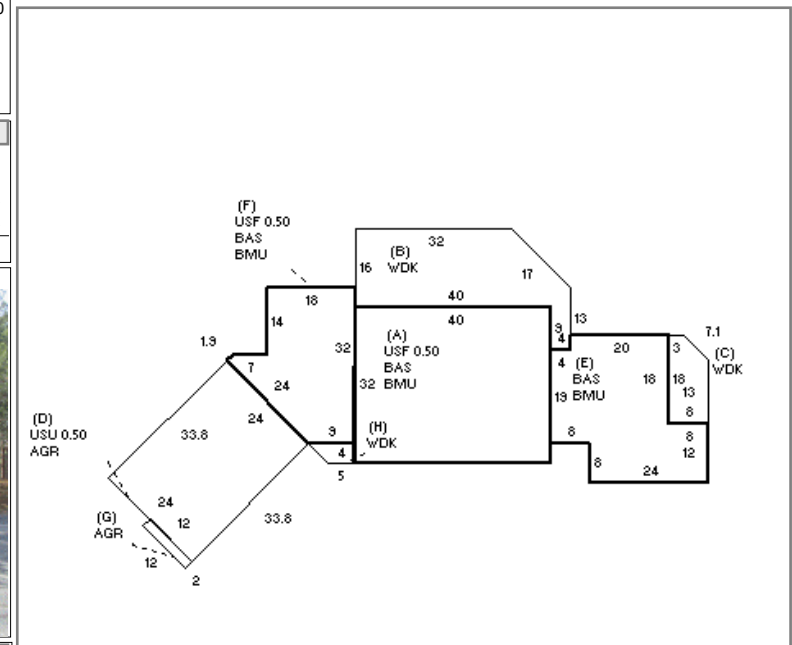 (F)
USF 0.50
BAS
BMU
32
(B)
WDK
16
17
18
40
40
14
9
4
13
1.9
32
(A)
USF 0.50
BAS
BMU
20
3
7.1
(C)
WDK
7
4
(E)
BAS
BMU
18
18
13
24
32
19
8
24
(D)
USU 0.50
AGR
33.8
9
(H)
WDK
8
8
12
4
8
24
5
24
12
(G)
AGR
33.8
12
2